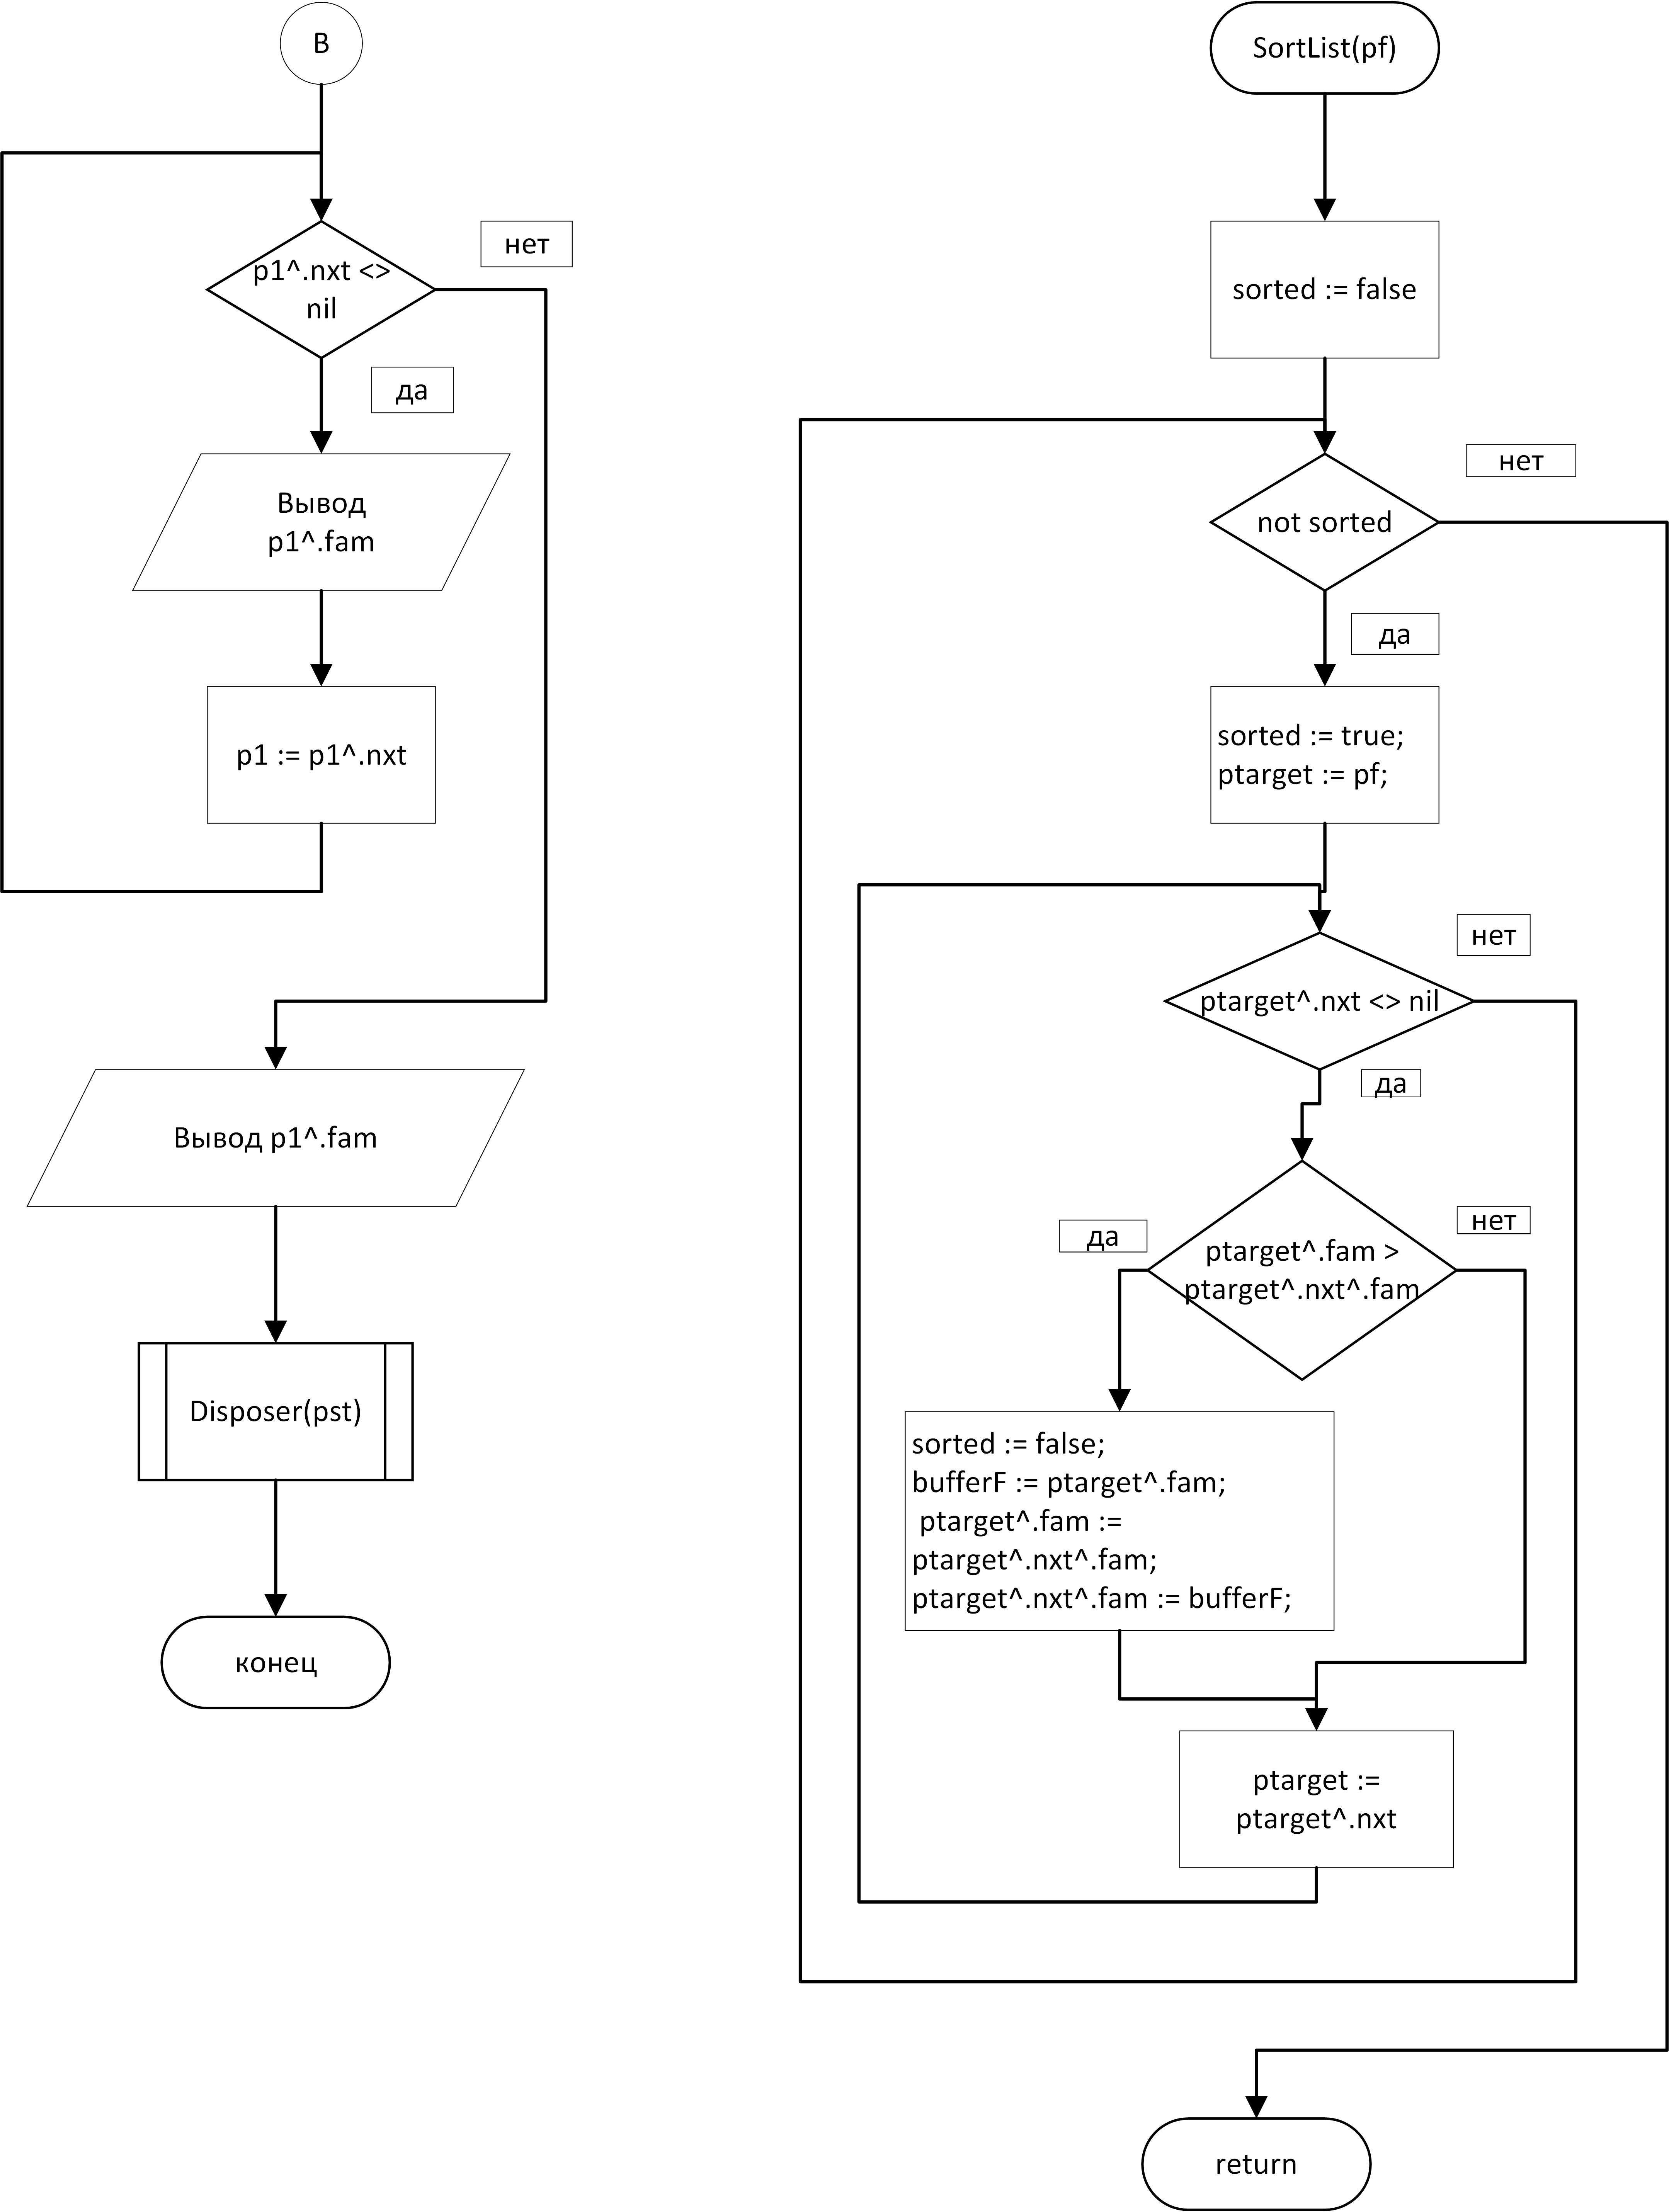 B
p1^.nxt <>
nil
нет
да
Вывод
p1^.fam
p1 := p1^.nxt
Вывод p1^.fam
Disposer(pst)
конец
SortList(pf)
sorted := false
not sorted
нет
да
sorted := true;
ptarget := pf;
ptarget^.nxt <> nil
нет
да
ptarget^.fam >
ptarget^.nxt^.fam
да
нет
sorted := false;
bufferF := ptarget^.fam;
ptarget^.fam :=
ptarget^.nxt^.fam;
ptarget^.nxt^.fam := bufferF;
ptarget :=
ptarget^.nxt
return